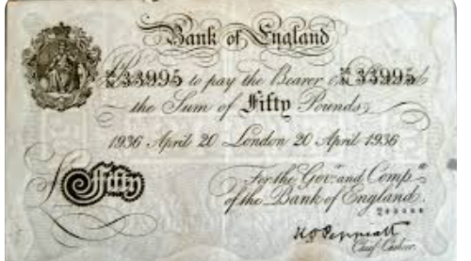 Bank of England
33995 to pay the Bearer 33995
the Sum of Fifty Pounds
1936 April 20 London 20 April 1936
£ Fifty
For the Govr. and Compa.
of the Bank of England.
Chief Cashier.